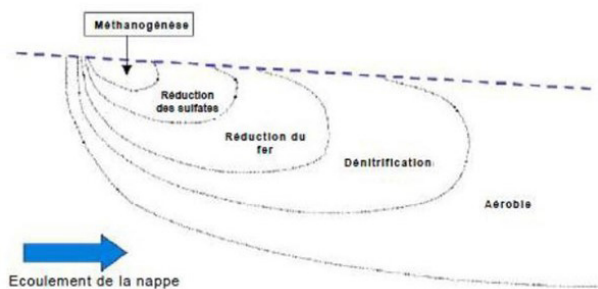 Méthanogénèse
Réduction
des sulfates
Réduction du
fer
Dénitrification
Aérobie
Ecoulement de la nappe